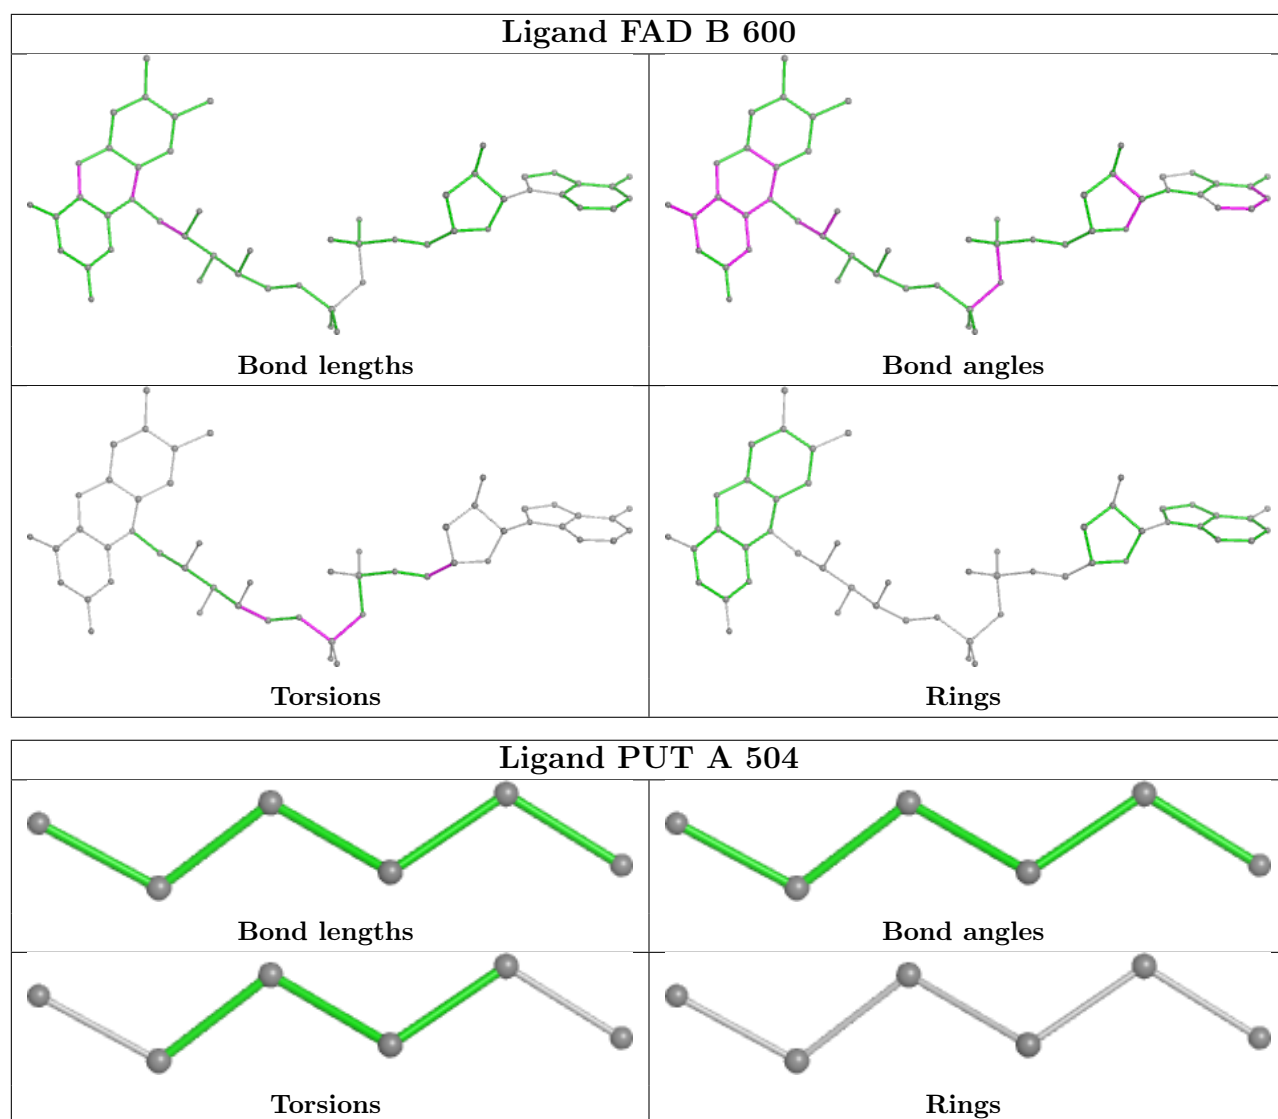 Ligand FAD B 600
Bond lengths
Bond angles
Torsions
Rings
Ligand PUT A 504
Bond lengths
Bond angles
Torsions
Rings